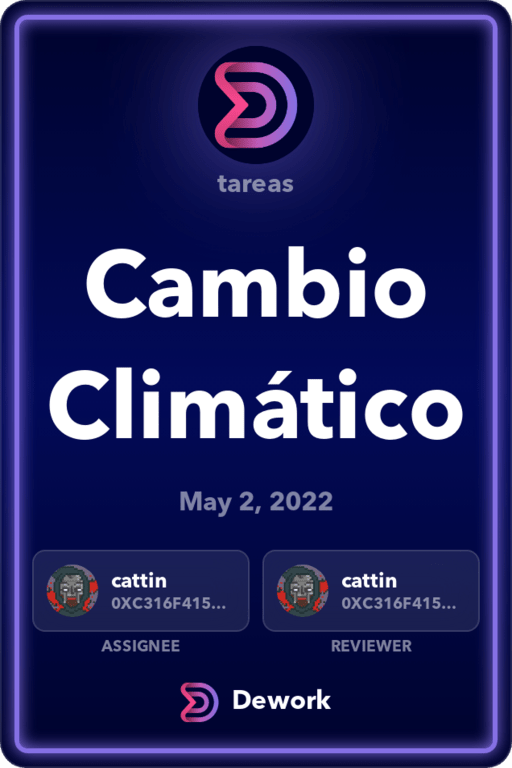 tareas
Cambio
Climático
May 2, 2022
cattin
0XC316F415...
cattin
0XC316F415...
ASSIGNEE
REVIEWER
Dework